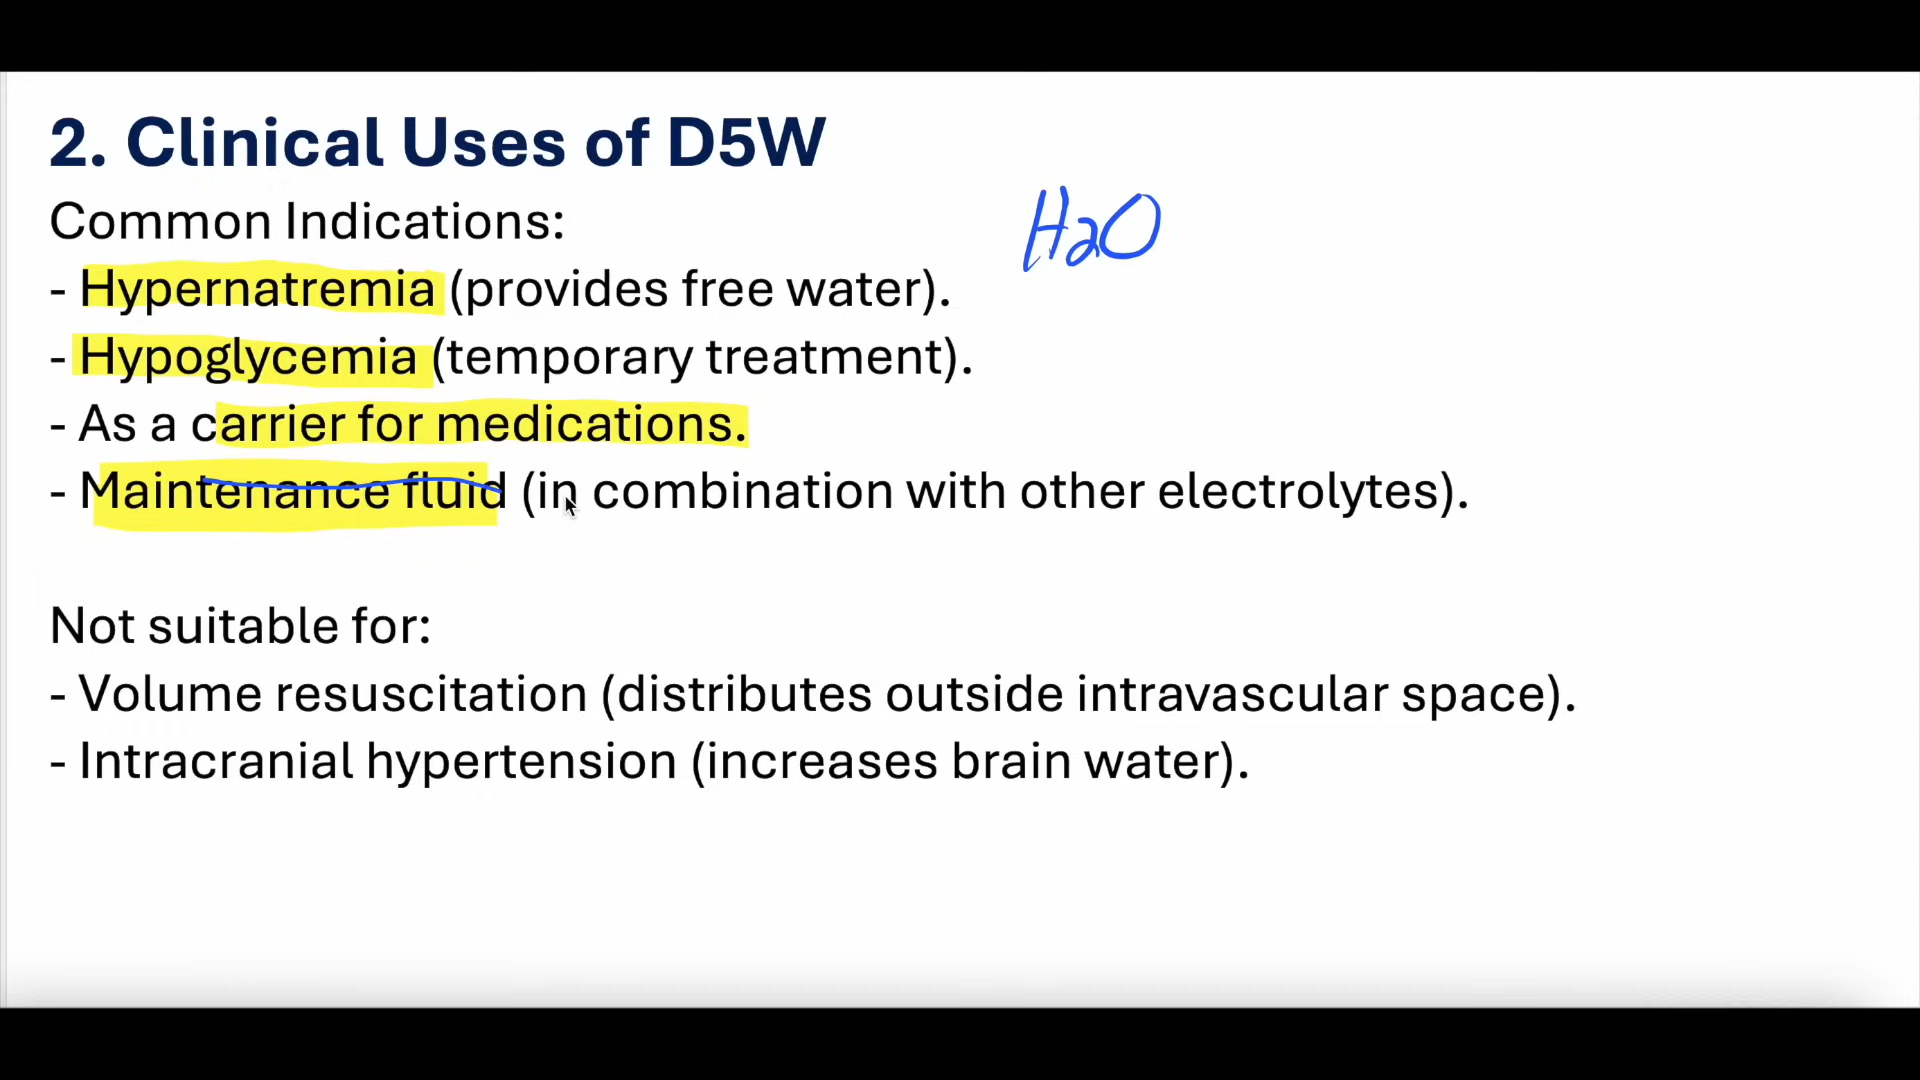 2. Clinical Uses of D5W
Common Indications:
H2O
- Hypernatremia (provides free water).
- Hypoglycemia (temporary treatment).
- As a carrier for medications.
- Maintenance fluid (in combination with other electrolytes).
Not suitable for:
- Volume resuscitation (distributes outside intravascular space).
- Intracranial hypertension (increases brain water).